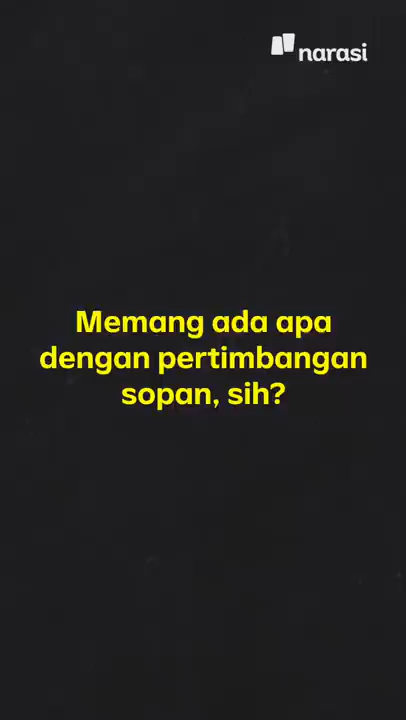 narasi
Memang ada apa
dengan pertimbangan
sopan, sih?